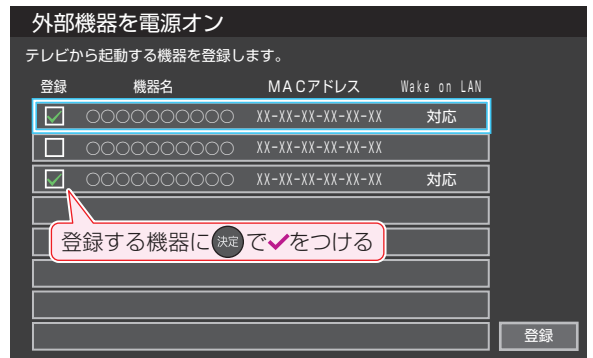 外部機器を電源オン
テレビから起動する機器を登録します。
登録 機器名 MACアドレス Wake on LAN
○○○○○○○○○○ XX-XX-XX-XX-XX-XX 対応
○○○○○○○○○○ XX-XX-XX-XX-XX-XX
○○○○○○○○○○ XX-XX-XX-XX-XX-XX 対応
登録する機器に決定で✓をつける
登録